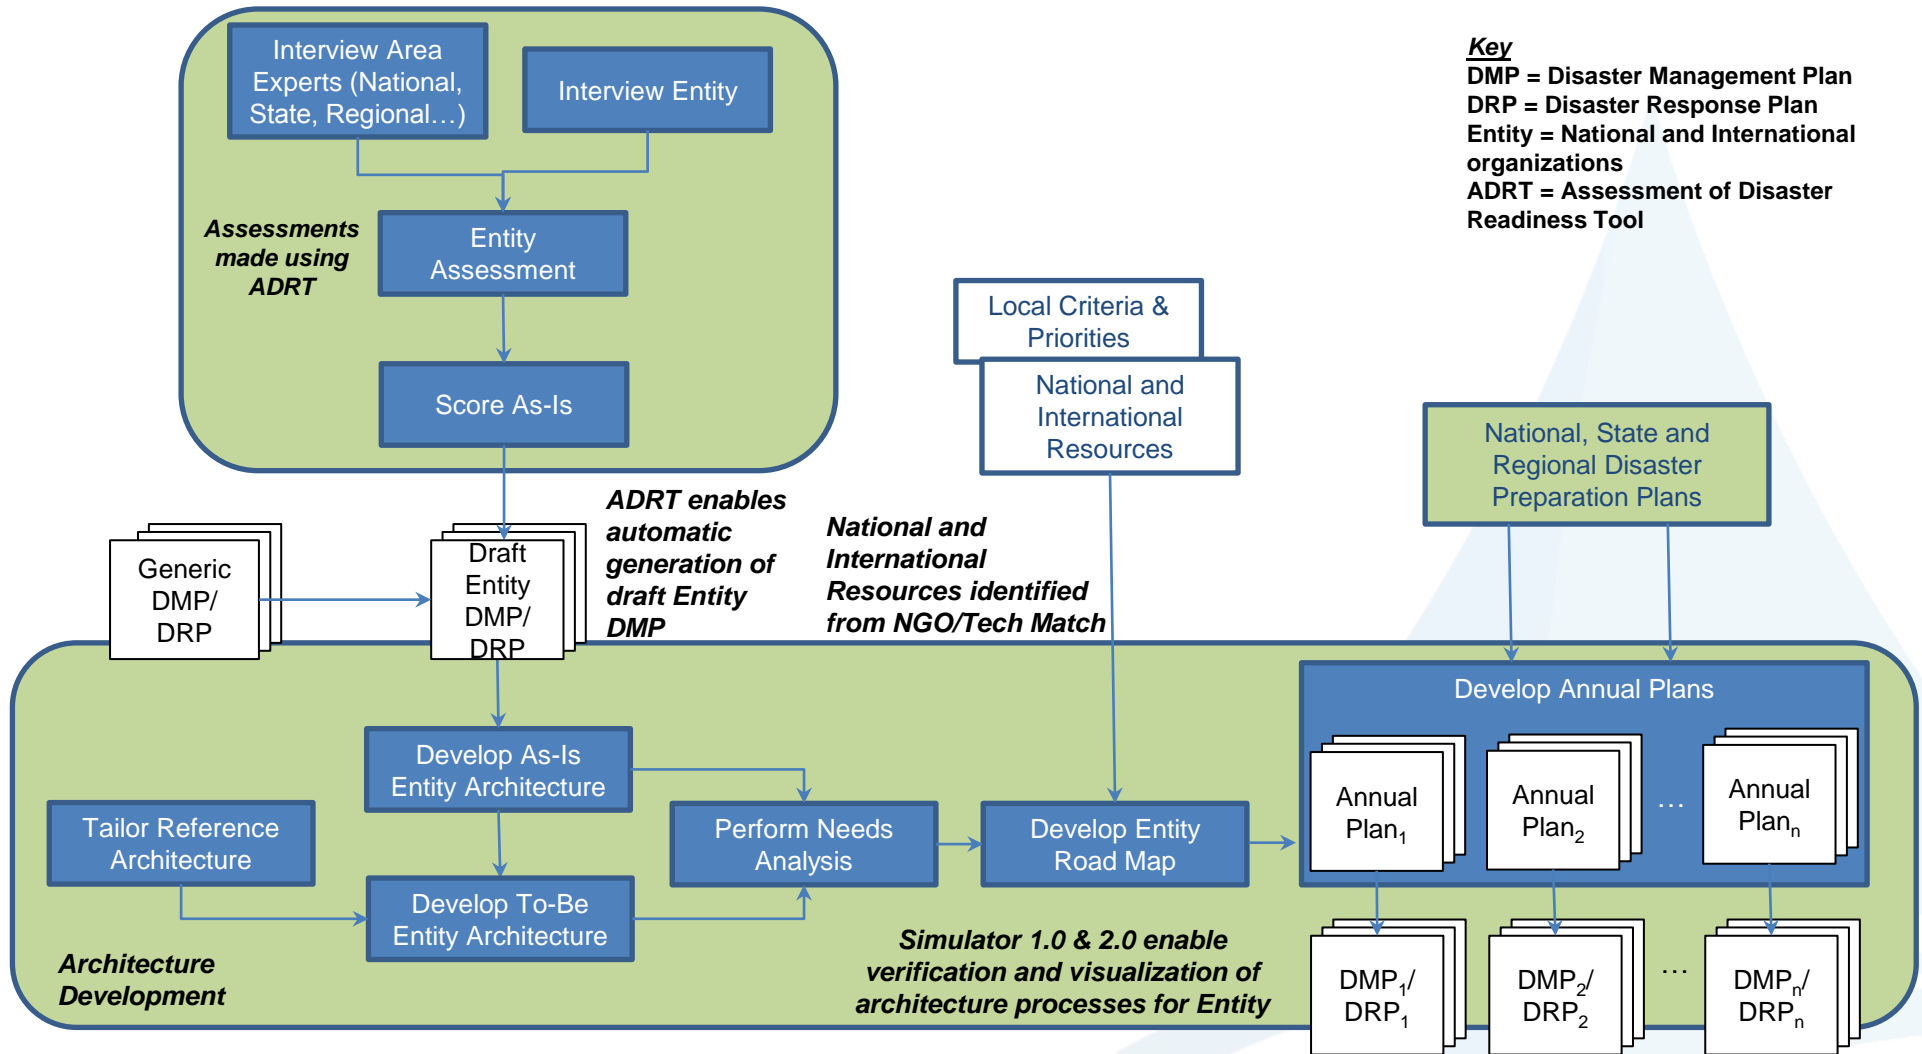 Interview Area
Experts (National,
State, Regional…)
Interview Entity
Key
DMP = Disaster Management Plan
DRP = Disaster Response Plan
Entity = National and International
organizations
ADRT = Assessment of Disaster
Readiness Tool
Assessments
made using
ADRT
Entity
Assessment
Score As-Is
Local Criteria &
Priorities
National and
International
Resources
National, State and
Regional Disaster
Preparation Plans
Generic
DMP/
DRP
Draft
Entity
DMP/
DRP
ADRT enables
automatic
generation of
draft Entity
DMP
National and
International
Resources identified
from NGO/Tech Match
Develop Annual Plans
Annual
Plan1
Annual
Plan2
…
Annual
Plann
Develop As-Is
Entity Architecture
Tailor Reference
Architecture
Perform Needs
Analysis
Develop Entity
Road Map
Develop To-Be
Entity Architecture
Architecture
Development
Simulator 1.0 & 2.0 enable
verification and visualization of
architecture processes for Entity
DMP1/
DRP1
DMP2/
DRP2
…
DMPn/
DRPn